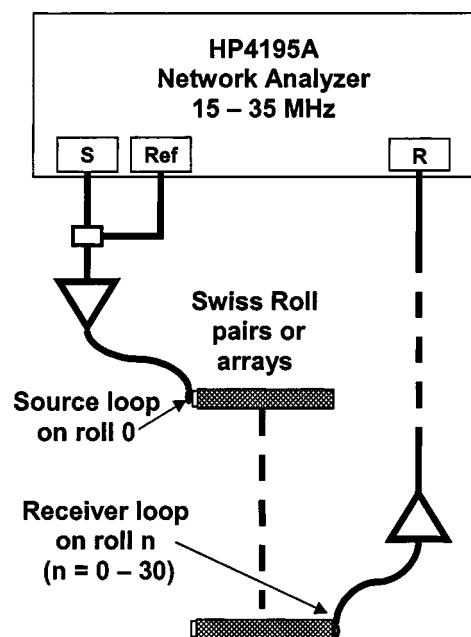 HP4195A
Network Analyzer
15 – 35 MHz
S
Ref
R
Swiss Roll
pairs or
arrays
Source loop
on roll 0
Receiver loop
on roll n
(n = 0 – 30)